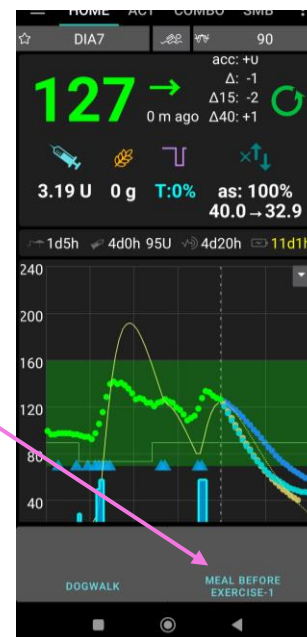 HOME ACT COMBO SMB
DIA7 90
acc: +0
127 Δ: -1
0 m ago Δ15: -2
Δ40: +1
3.19 U 0 g T:0% as: 100%
40.0→32.9
1d5h 4d0h 95U 4d20h 11d1h
240
200
160
120
80
40
DOGWALK MEAL BEFORE
EXERCISE-1